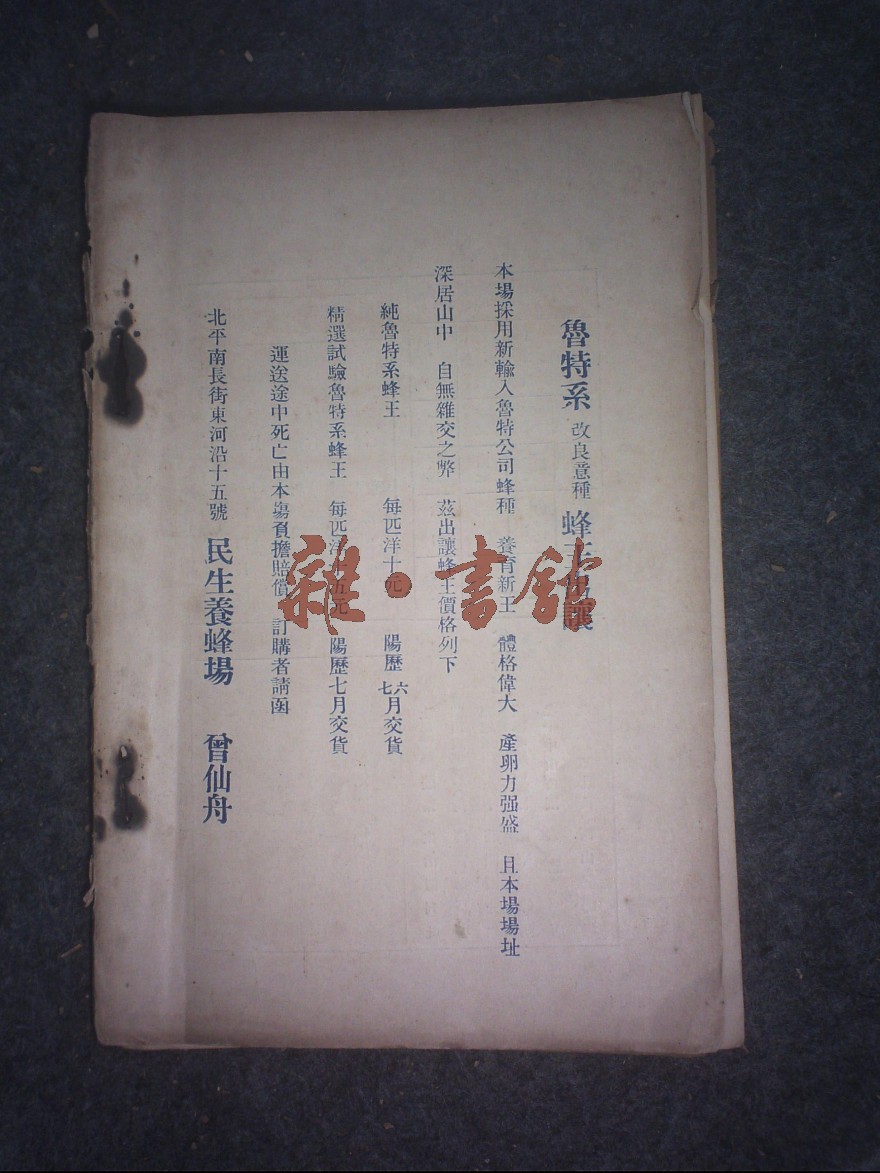 魯特系 改良意種 蜂王出讓
本場採用新輸入魯特公司蜂種 養育新王 體格偉大 產卵力强盛 且本場場址
深居山中 自無雜交之弊 茲出讓蜂王價格列下
純魯特系蜂王 每匹洋十元 陽歷六七月交貨
精選試驗魯特系蜂王 每匹洋十五元 陽歷七月交貨
運送途中死亡由本塲負擔賠償 訂購者請函
北平南長街東河沿十五號 民生養蜂場 曾仙舟
雜·書館